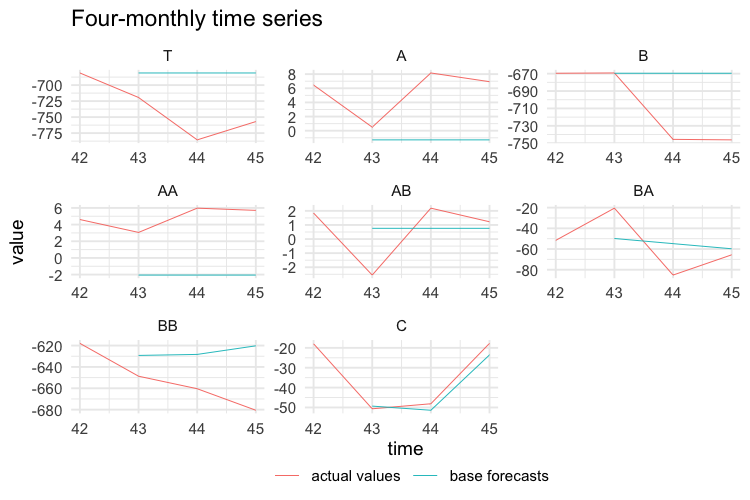 Four-monthly time series
T A B
-700 -725 -750 -775
8 6 4 2 0
-670 -690 -710 -730 -750
42 43 44 45 42 43 44 45 42 43 44 45
AA AB BA
value
6 4 2 0 -2
2 1 0 -1 -2
-20 -40 -60 -80
42 43 44 45 42 43 44 45 42 43 44 45
BB C
-620 -640 -660 -680
-20 -30 -40 -50
42 43 44 45 42 43 44 45
time
actual values base forecasts